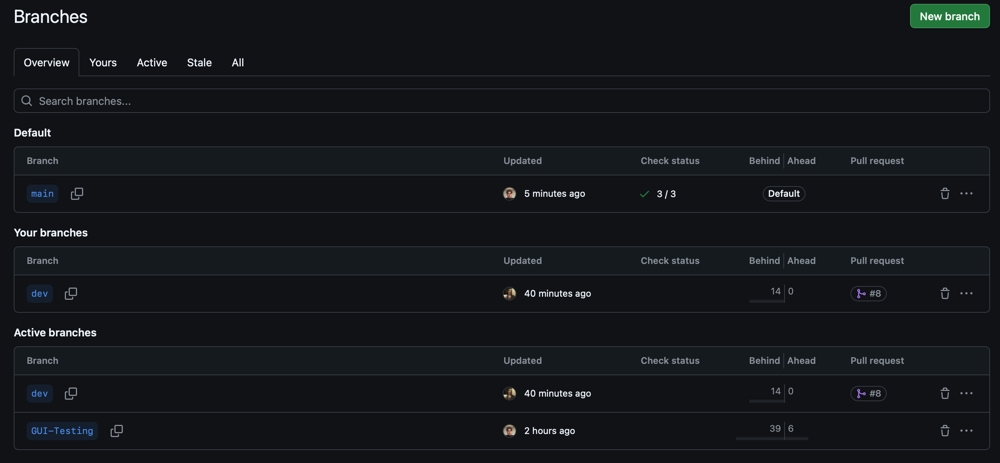 Branches
New branch
Overview Yours Active Stale All
Search branches...
Default
Branch Updated Check status Behind Ahead Pull request
main 5 minutes ago 3 / 3 Default
Your branches
Branch Updated Check status Behind Ahead Pull request
dev 40 minutes ago 14 0 #8
Active branches
Branch Updated Check status Behind Ahead Pull request
dev 40 minutes ago 14 0 #8
GUI-Testing 2 hours ago 39 6